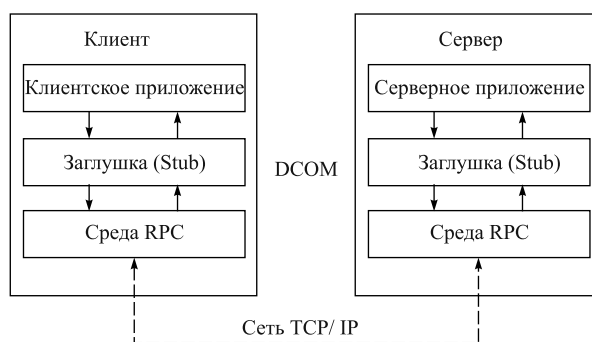 Клиент
Клиентское приложение
Заглушка (Stub)
Среда RPC
DCOM
Сервер
Серверное приложение
Заглушка (Stub)
Среда RPC
Сеть TCP/ IP